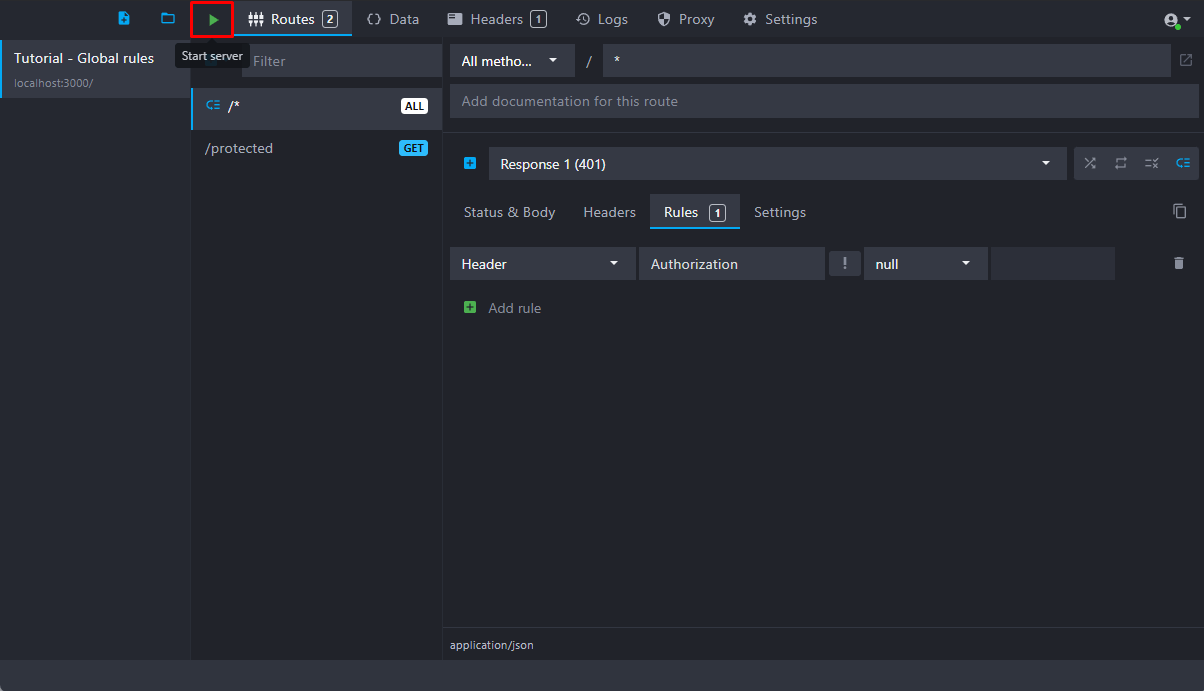 Routes 2 Data Headers 1 Logs Proxy Settings
Start server
Tutorial - Global rules
localhost:3000/
Filter
/* ALL
/protected GET
All metho... / *
Add documentation for this route
Response 1 (401)
Status & Body Headers Rules 1 Settings
Header Authorization ! null
Add rule
application/json